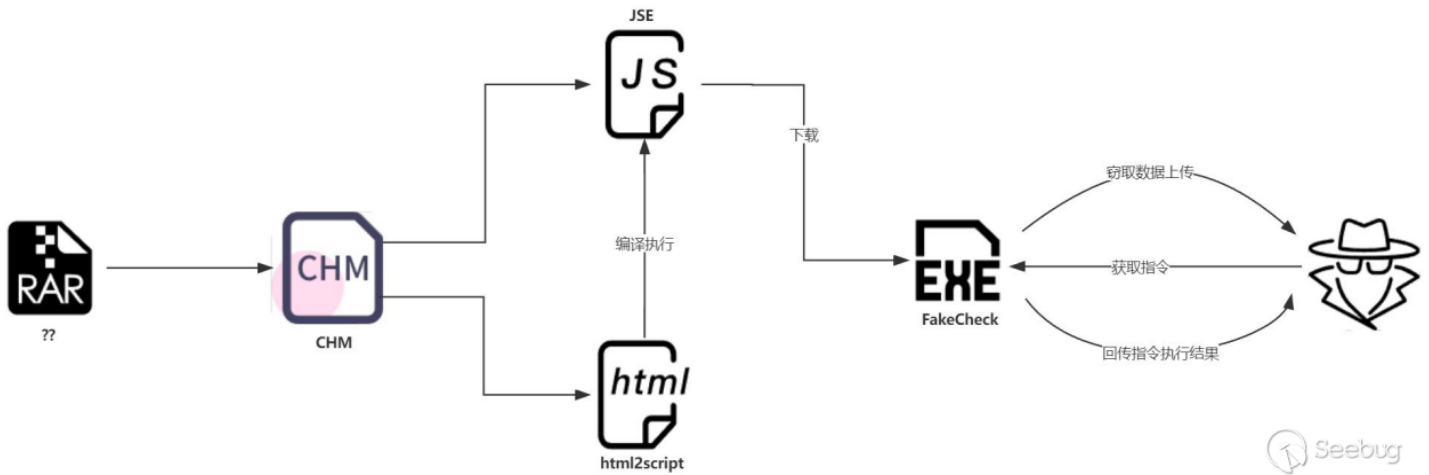 JSE
JS
下载
窃取数据上传
RAR
??
CHM
CHM
编译执行
EXE
FakeCheck
获取指令
回传指令执行结果
html
html2script
Seebug